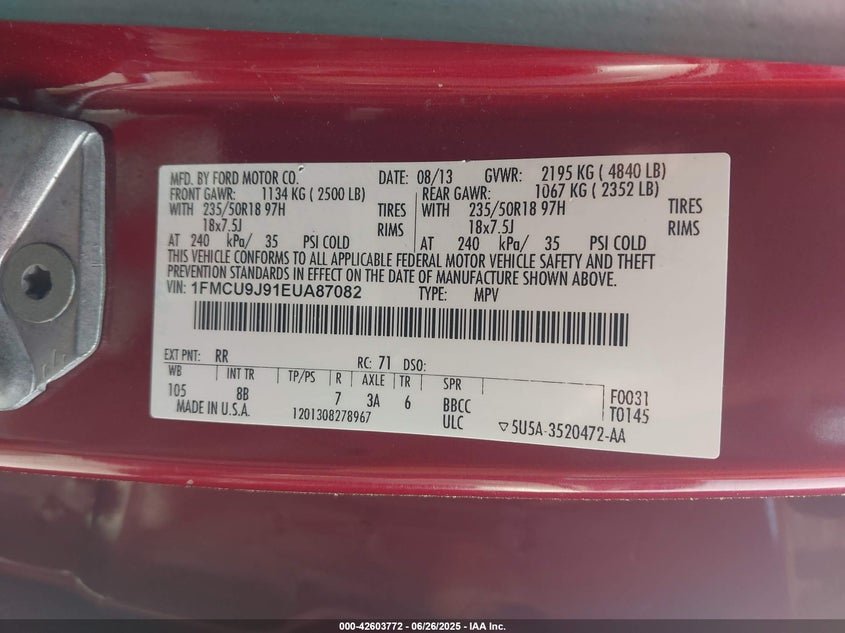 MFD. BY FORD MOTOR CO. DATE: 08/13 GVWR: 2195 KG ( 4840 LB)
FRONT GAWR: 1134 KG ( 2500 LB) REAR GAWR: 1067 KG ( 2352 LB)
WITH 235/50R18 97H TIRES WITH 235/50R18 97H TIRES
18x7.5J RIMS 18x7.5J RIMS
AT 240 kPa/ 35 PSI COLD AT 240 kPa/ 35 PSI COLD
THIS VEHICLE CONFORMS TO ALL APPLICABLE FEDERAL MOTOR VEHICLE SAFETY AND THEFT
PREVENTION STANDARDS IN EFFECT ON THE DATE OF MANUFACTURE SHOWN ABOVE.
VIN: 1FMCU9J91EUA87082 TYPE: MPV
EXT PNT: RR RC: 71 DSO:
WB INT TR TP/PS R AXLE TR SPR
105 8B 7 3A 6 BBCC F0031
MADE IN U.S.A. 1201308278967 ULC ▽5U5A-3520472-AA T0145
000-42603772 - 06/26/2025 - IAA Inc.